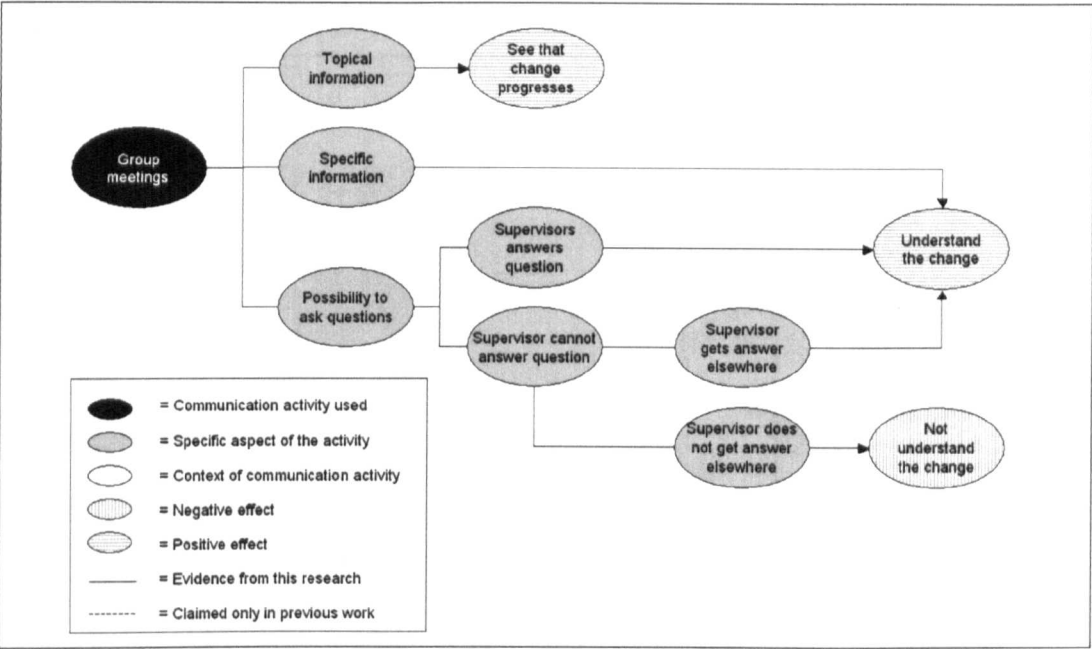 Topical
information
See that
change
progresses
Group
meetings
Specific
information
Supervisors
answers
question
Understand
the change
Possibility to
ask questions
Supervisor cannot
answer question
Supervisor
gets answer
elsewhere
Supervisor does
not get answer
elsewhere
Not
understand
the change
= Communication activity used
= Specific aspect of the activity
= Context of communication activity
= Negative effect
= Positive effect
= Evidence from this research
= Claimed only in previous work